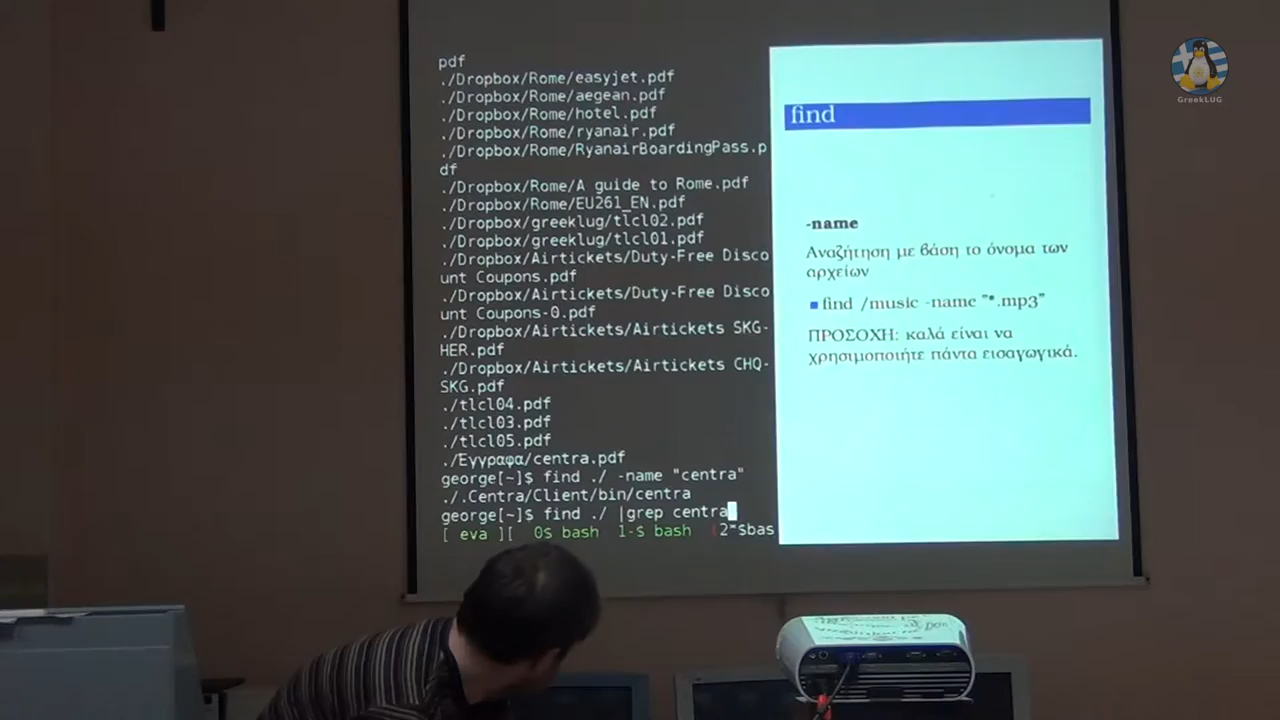 pdf
./Dropbox/Rome/easyjet.pdf
./Dropbox/Rome/aegean.pdf
./Dropbox/Rome/hotel.pdf
./Dropbox/Rome/ryanair.pdf
./Dropbox/Rome/RyanairBoardingPass.p
df
./Dropbox/Rome/A guide to Rome.pdf
./Dropbox/Rome/EU261_EN.pdf
./Dropbox/greeklug/tlcl02.pdf
./Dropbox/greeklug/tlcl01.pdf
./Dropbox/Airtickets/Duty-Free Disco
unt Coupons.pdf
./Dropbox/Airtickets/Duty-Free Disco
unt Coupons-0.pdf
./Dropbox/Airtickets/Airtickets SKG-
HER.pdf
./Dropbox/Airtickets/Airtickets CHQ-
SKG.pdf
./tlcl04.pdf
./tlcl03.pdf
./tlcl05.pdf
./Εγγραφα/centra.pdf
george[~]$ find ./ -name "centra"
./.Centra/Client/bin/centra
george[~]$ find ./ |grep centra
[ eva ][ 0$ bash 1-$ bash (2*$bas
find
-name
Αναζήτηση με βάση το όνομα των
αρχείων
find /music -name "*.mp3"
ΠΡΟΣΟΧΗ: καλά είναι να
χρησιμοποιήτε πάντα εισαγωγικά.
GreekLUG